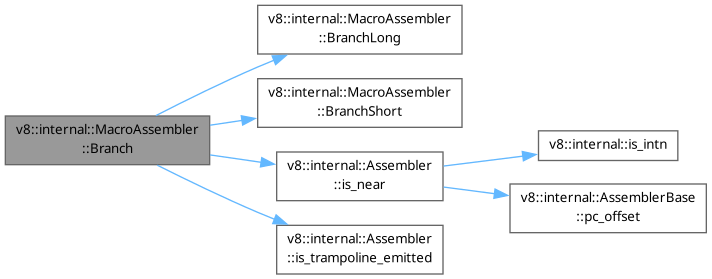 v8::internal::MacroAssembler
::Branch
v8::internal::MacroAssembler
::BranchLong
v8::internal::MacroAssembler
::BranchShort
v8::internal::Assembler
::is_near
v8::internal::is_intn
v8::internal::AssemblerBase
::pc_offset
v8::internal::Assembler
::is_trampoline_emitted